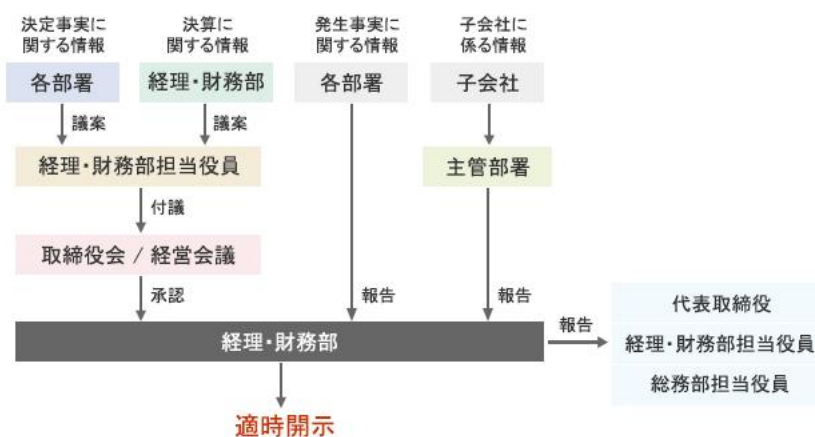 決定事実に
関する情報
決算に
関する情報
発生事実に
関する情報
子会社に
係る情報
各部署
経理・財務部
各部署
子会社
議案
議案
経理・財務部担当役員
主管部署
付議
取締役会 / 経営会議
承認
報告
報告
経理・財務部
報告
代表取締役
経理・財務部担当役員
総務部担当役員
適時開示